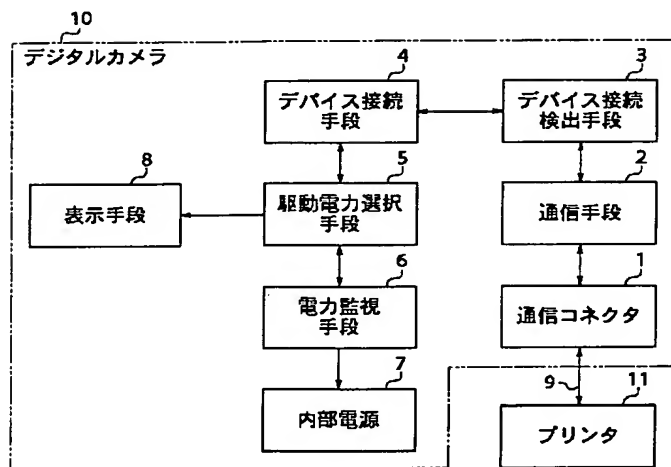 10
デジタルカメラ
4
デバイス接続
手段
3
デバイス接続
検出手段
8
表示手段
5
駆動電力選択
手段
2
通信手段
6
電力監視
手段
1
通信コネクタ
7
内部電源
9
11
プリンタ